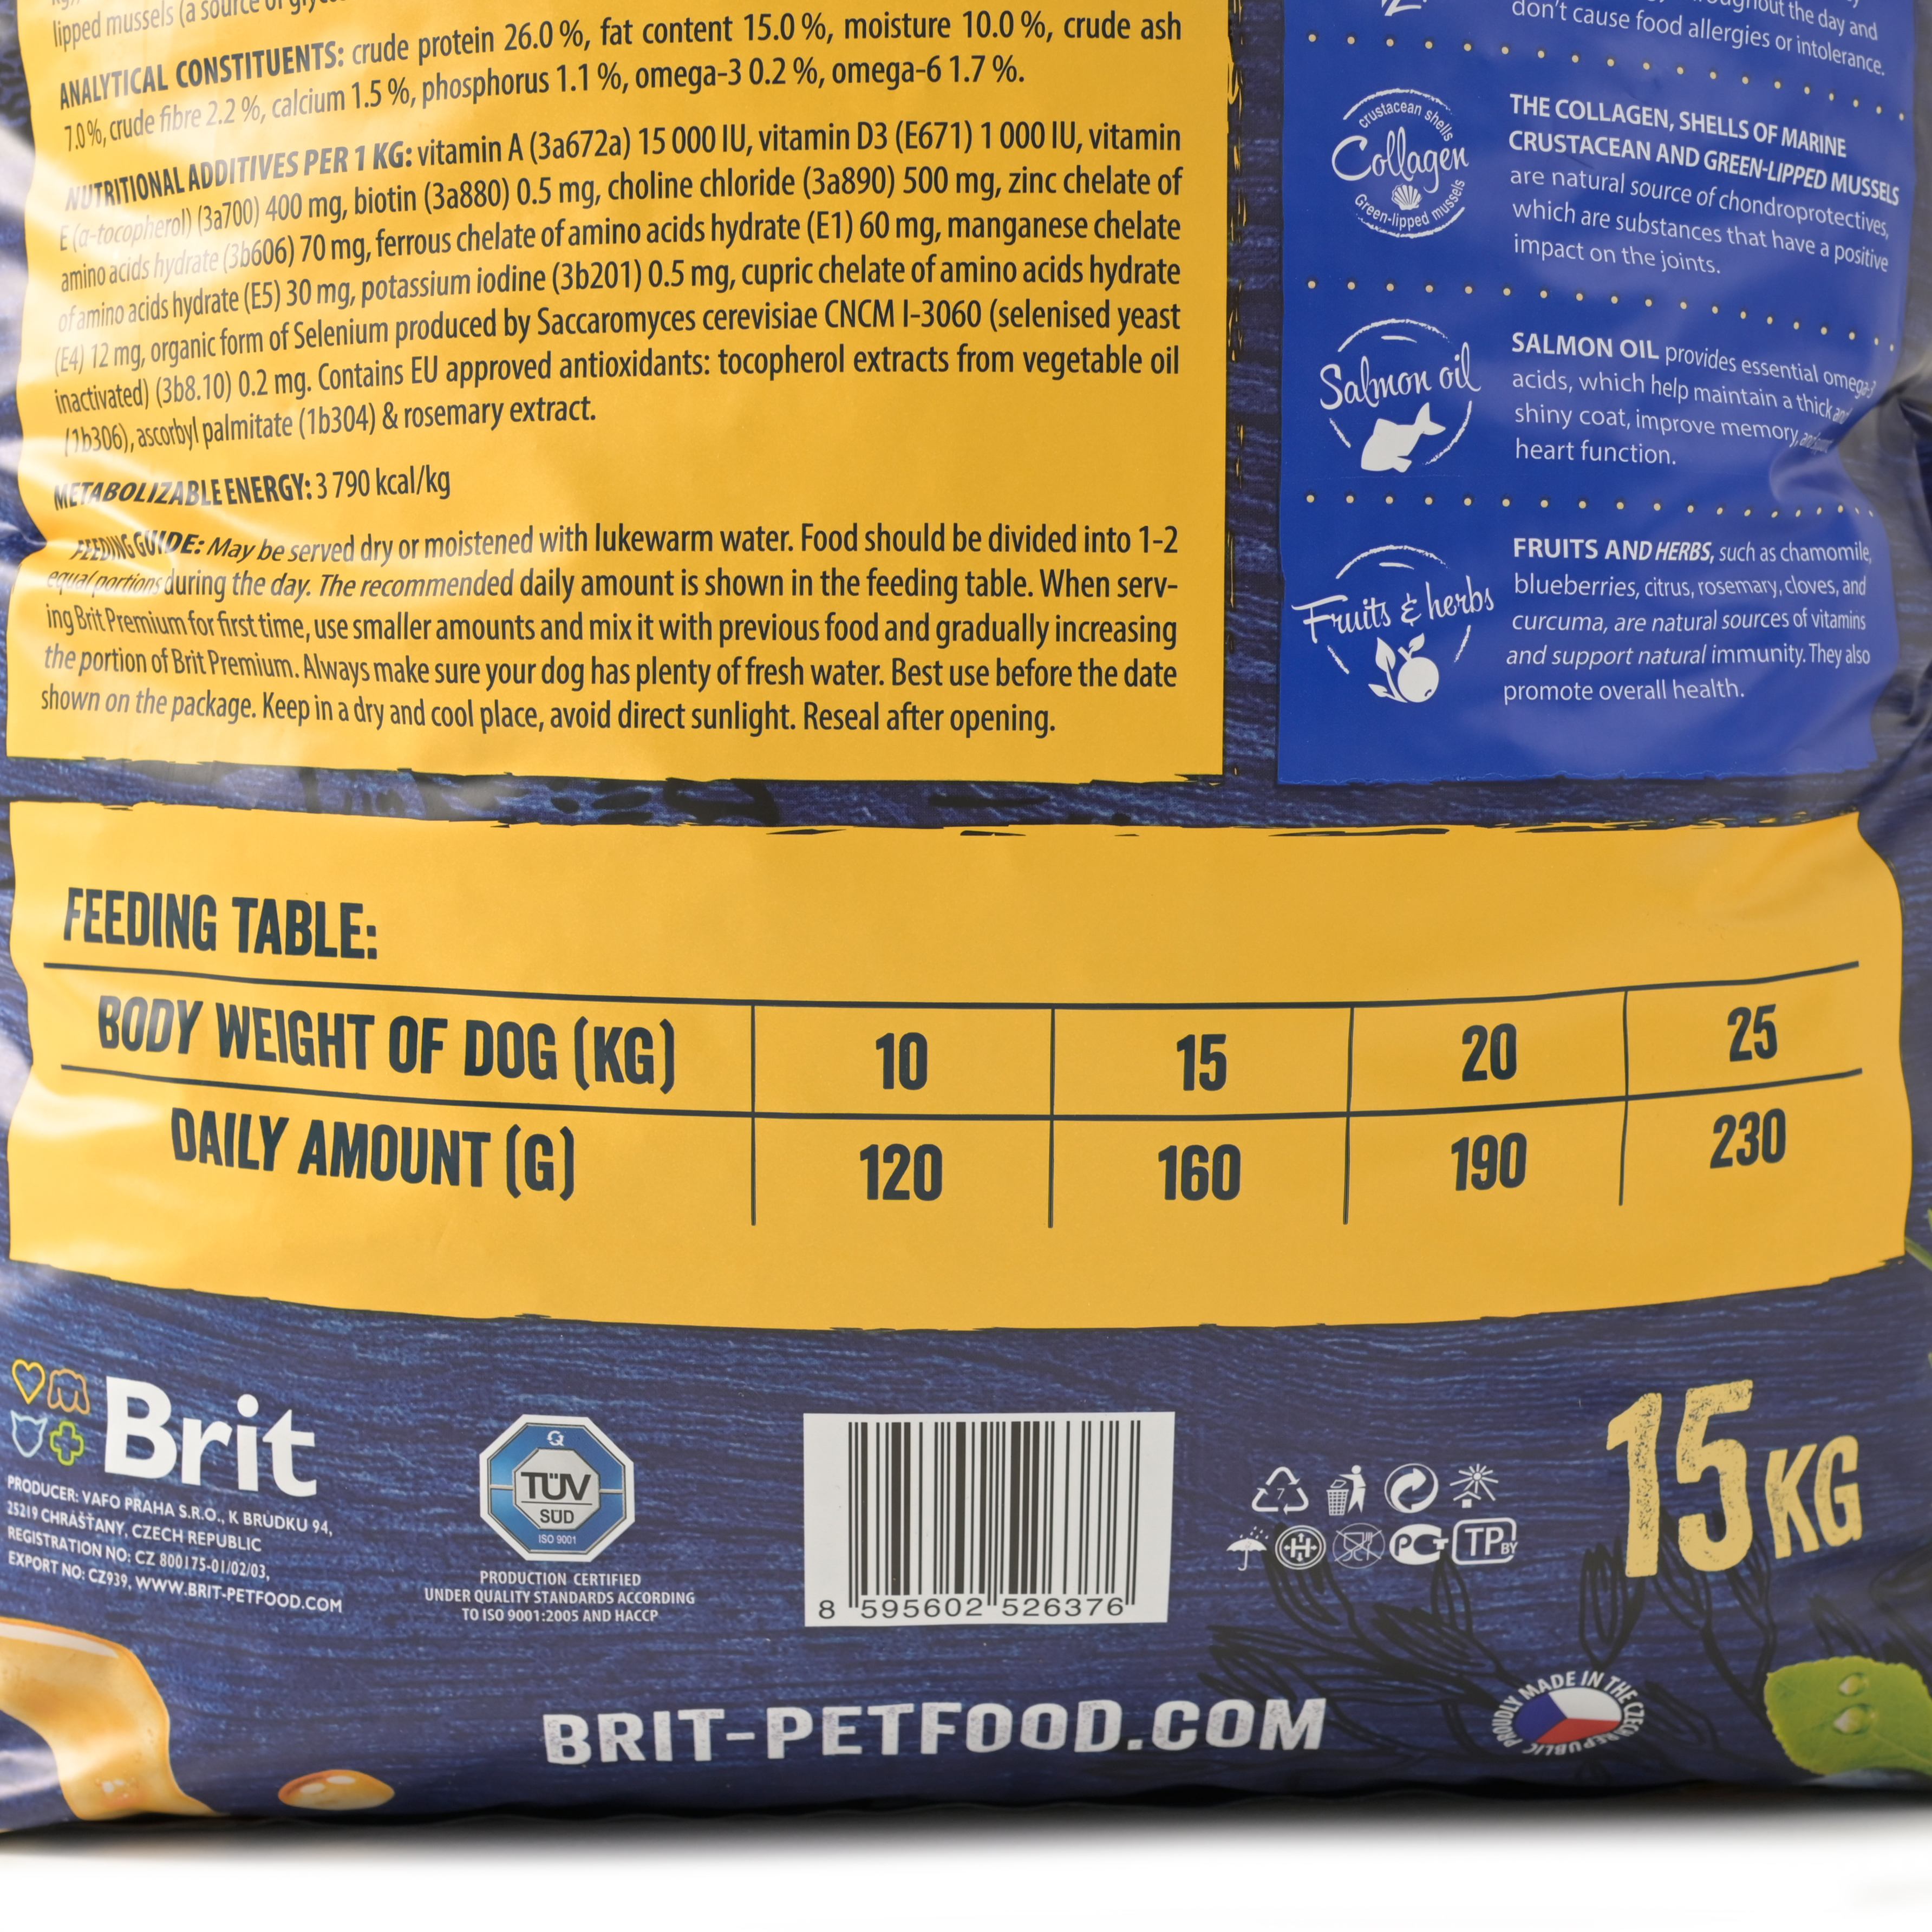 lipped mussels (a source of
ANALYTICAL CONSTITUENTS: crude protein 26.0 %, fat content 15.0 %, moisture 10.0 %, crude ash
7.0 %, crude fibre 2.2 %, calcium 1.5 %, phosphorus 1.1 %, omega-3 0.2 %, omega-6 1.7 %.
NUTRITIONAL ADDITIVES PER 1 KG: vitamin A (3a672a) 15 000 IU, vitamin D3 (E671) 1 000 IU, vitamin
E (α-tocopherol) (3a700) 400 mg, biotin (3a880) 0.5 mg, choline chloride (3a890) 500 mg, zinc chelate of
amino acids hydrate (3b606) 70 mg, ferrous chelate of amino acids hydrate (E1) 60 mg, manganese chelate
of amino acids hydrate (E5) 30 mg, potassium iodine (3b201) 0.5 mg, cupric chelate of amino acids hydrate
(E4) 12 mg, organic form of Selenium produced by Saccaromyces cerevisiae CNCM I-3060 (selenised yeast
inactivated) (3b8.10) 0.2 mg. Contains EU approved antioxidants: tocopherol extracts from vegetable oil
(1b306), ascorbyl palmitate (1b304) & rosemary extract.
METABOLIZABLE ENERGY: 3 790 kcal/kg
FEEDING GUIDE: May be served dry or moistened with lukewarm water. Food should be divided into 1-2
equal portions during the day. The recommended daily amount is shown in the feeding table. When serv-
ing Brit Premium for first time, use smaller amounts and mix it with previous food and gradually increasing
the portion of Brit Premium. Always make sure your dog has plenty of fresh water. Best use before the date
shown on the package. Keep in a dry and cool place, avoid direct sunlight. Reseal after opening.
the day and
don't cause food allergies or intolerance.
crustacean shells
Collagen
Green-lipped mussels
THE COLLAGEN, SHELLS OF MARINE
CRUSTACEAN AND GREEN-LIPPED MUSSELS
are natural source of chondroprotectives,
which are substances that have a positive
impact on the joints.
Salmon oil
SALMON OIL provides essential omega-3
acids, which help maintain a thick and
shiny coat, improve memory, and support
heart function.
Fruits & herbs
FRUITS AND HERBS, such as chamomile,
blueberries, citrus, rosemary, cloves, and
curcuma, are natural sources of vitamins
and support natural immunity. They also
promote overall health.
FEEDING TABLE:
BODY WEIGHT OF DOG (KG) 10 15 20 25
DAILY AMOUNT (G) 120 160 190 230
Brit
PRODUCER: VAFO PRAHA S.R.O., K BRŮDKU 94,
25219 CHRÁŠŤANY, CZECH REPUBLIC
REGISTRATION NO: CZ 800175-01/02/03,
EXPORT NO: CZ939, WWW.BRIT-PETFOOD.COM
Q
TÜV
SÜD
ISO 9001
PRODUCTION CERTIFIED
UNDER QUALITY STANDARDS ACCORDING
TO ISO 9001:2005 AND HACCP
8 595602 526376
7
TP BY
15 KG
BRIT-PETFOOD.COM
PROUDLY MADE IN THE CZECH REPUBLIC